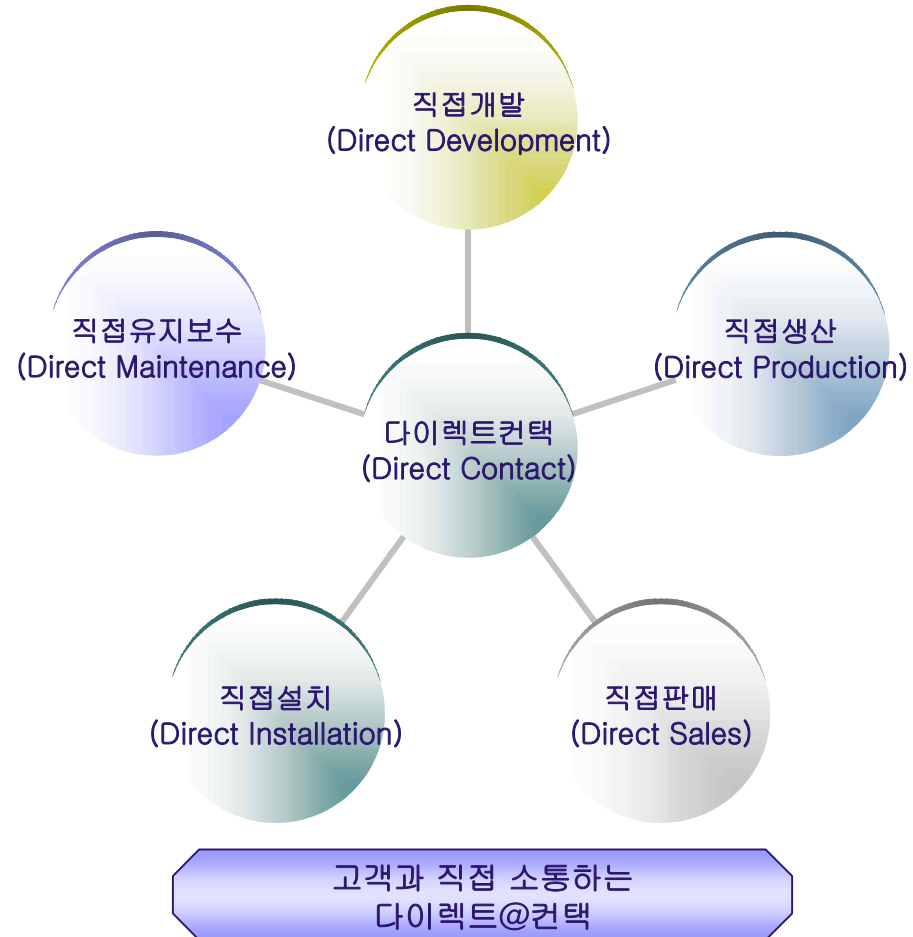 직접개발
(Direct Development)
직접유지보수
(Direct Maintenance)
직접생산
(Direct Production)
다이렉트컨택
(Direct Contact)
직접설치
(Direct Installation)
직접판매
(Direct Sales)
고객과 직접 소통하는
다이렉트@컨택